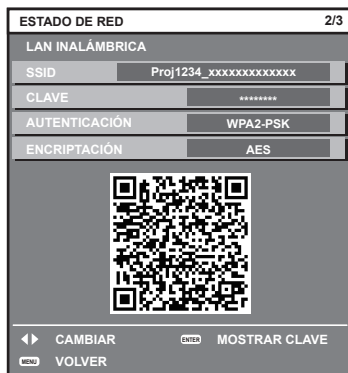 ESTADO DE RED 2/3
LAN INALÁMBRICA
SSID Proj1234_xxxxxxxxxxxxx
CLAVE ********
AUTENTICACIÓN WPA2-PSK
ENCRIPTACIÓN AES
CAMBIAR ENTER MOSTRAR CLAVE
MENU VOLVER